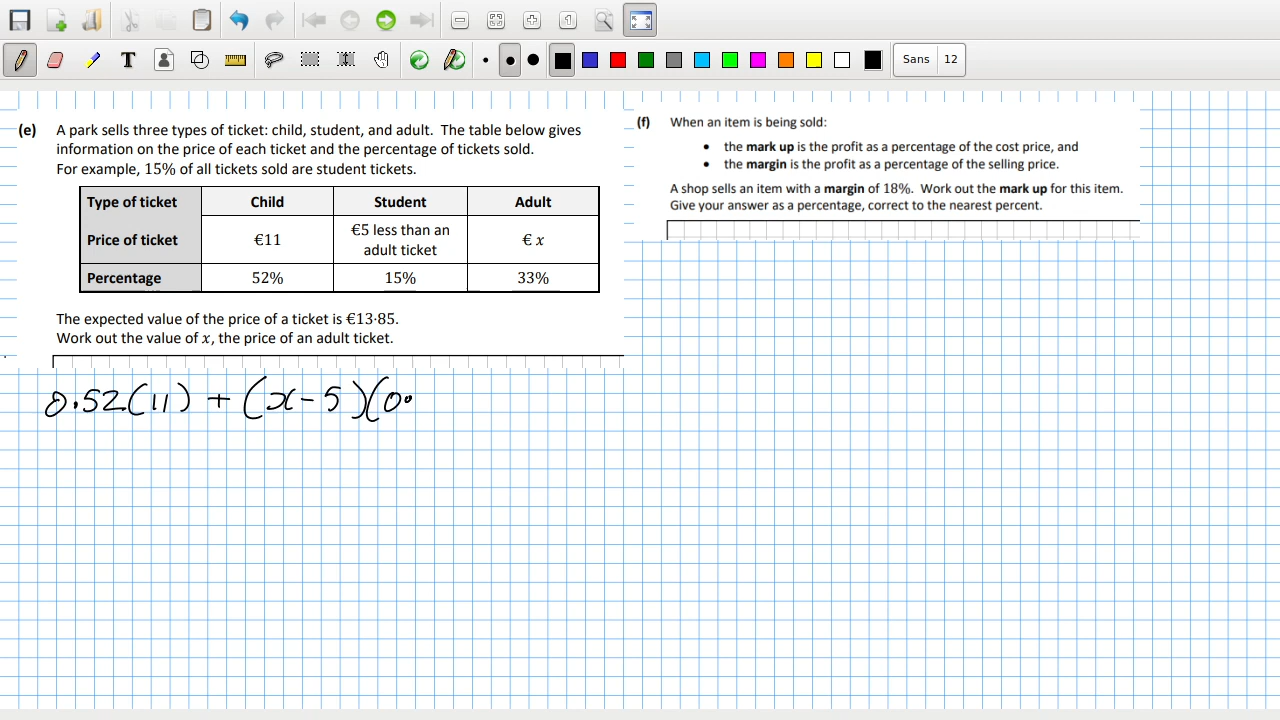 Sans 12
(e) A park sells three types of ticket: child, student, and adult. The table below gives
information on the price of each ticket and the percentage of tickets sold.
For example, 15% of all tickets sold are student tickets.
Type of ticket Child Student Adult
Price of ticket €11 €5 less than an adult ticket € x
Percentage 52% 15% 33%
The expected value of the price of a ticket is €13·85.
Work out the value of x, the price of an adult ticket.
0.52(11) + (x-5)(0.
(f) When an item is being sold:
• the mark up is the profit as a percentage of the cost price, and
• the margin is the profit as a percentage of the selling price.
A shop sells an item with a margin of 18%. Work out the mark up for this item.
Give your answer as a percentage, correct to the nearest percent.